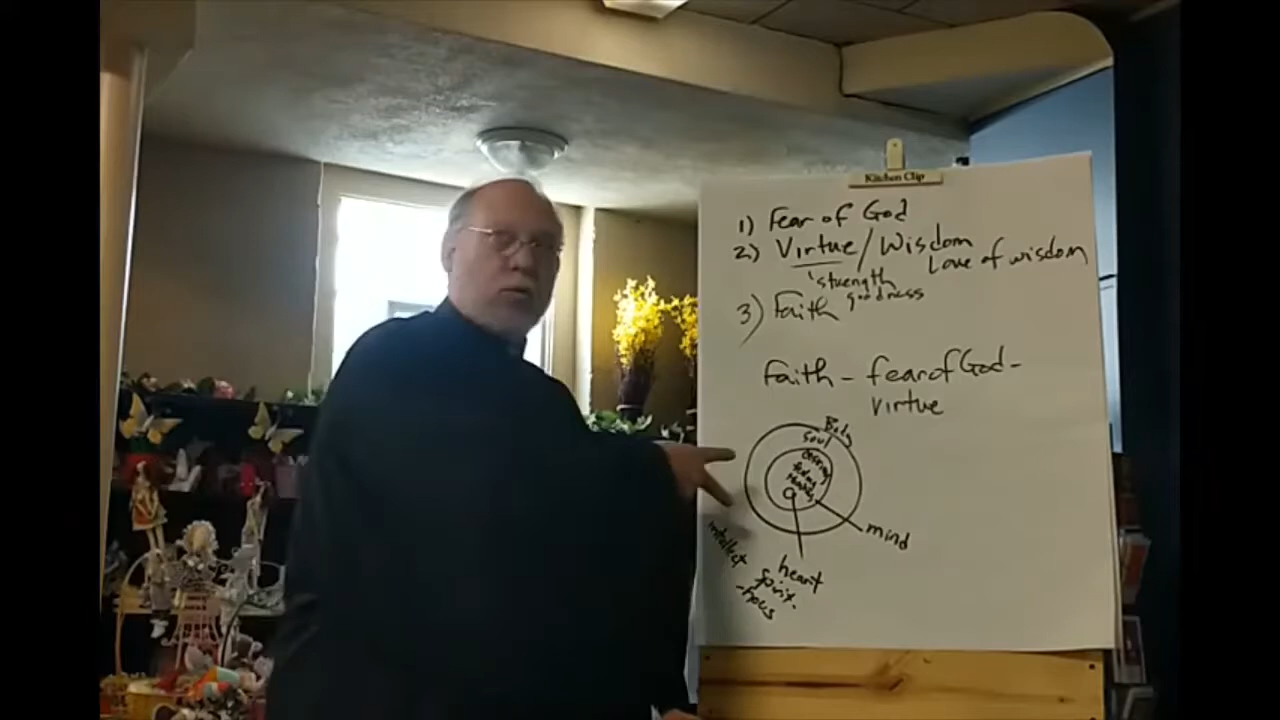 Kitchen Clip
1) Fear of God
2) Virtue / Wisdom
Love of wisdom
strength
goodness
3) Faith
Faith - fear of God -
virtue
Body
Soul
mind
intellect
heart
spirit.